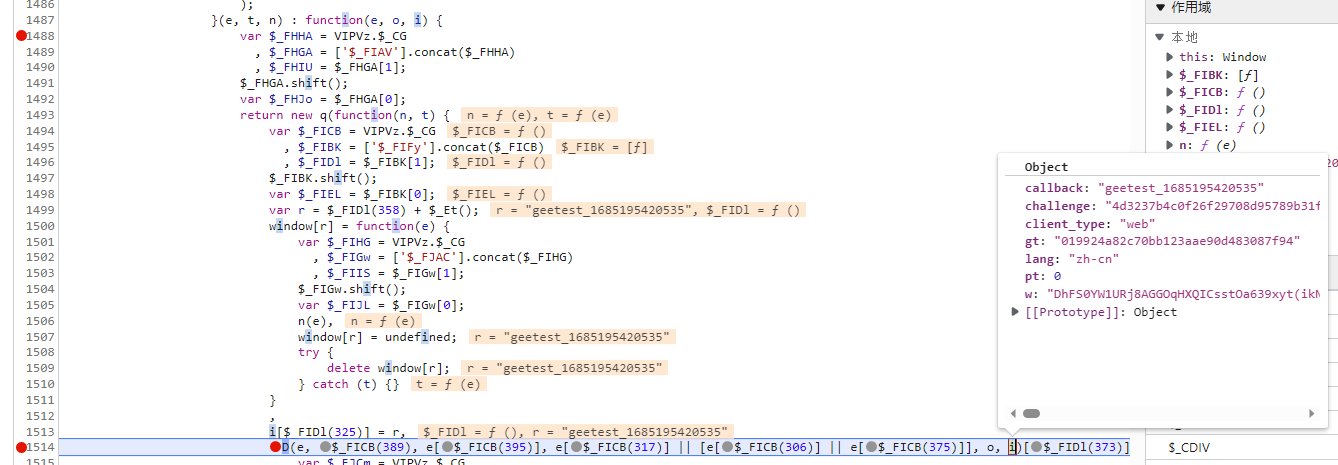 1486 );
1487 }(e, t, n) : function(e, o, i) {
1488 var $_FHHA = VIPVz.$_CG
1489 , $_FHGA = ['$_FIAV'].concat($_FHHA)
1490 , $_FHIU = $_FHGA[1];
1491 $_FHGA.shift();
1492 var $_FHJo = $_FHGA[0];
1493 return new q(function(n, t) { n = ƒ (e), t = ƒ (e)
1494 var $_FICB = VIPVz.$_CG $_FICB = ƒ ()
1495 , $_FIBK = ['$_FIFy'].concat($_FICB) $_FIBK = [ƒ]
1496 , $_FIDl = $_FIBK[1]; $_FIDl = ƒ ()
1497 $_FIBK.shift();
1498 var $_FIEL = $_FIBK[0]; $_FIEL = ƒ ()
1499 var r = $_FIDl(358) + $_Et(); r = "geetest_1685195420535", $_FIDl = ƒ ()
1500 window[r] = function(e) {
1501 var $_FIHG = VIPVz.$_CG
1502 , $_FIGw = ['$_FJAC'].concat($_FIHG)
1503 , $_FIIS = $_FIGw[1];
1504 $_FIGw.shift();
1505 var $_FIJL = $_FIGw[0];
1506 n(e), n = ƒ (e)
1507 window[r] = undefined; r = "geetest_1685195420535"
1508 try {
1509 delete window[r]; r = "geetest_1685195420535"
1510 } catch (t) {} t = ƒ (e)
1511 }
1512 ,
1513 i[$_FIDl(325)] = r, $_FIDl = ƒ (), r = "geetest_1685195420535"
1514 D(e, $_FICB(389), e[$_FICB(395)], e[$_FICB(317)] || [e[$_FICB(306)] || e[$_FICB(375)]], o, i)[$_FIDl(373)]
1515 var $_FJCm = VIPVz.$_CG
作用域
本地
this: Window
$_FIBK: [ƒ]
$_FICB: ƒ ()
$_FIDl: ƒ ()
$_FIEL: ƒ ()
n: ƒ (e)
Object
callback: "geetest_1685195420535"
challenge: "4d3237b4c0f26f29708d95789b31f
client_type: "web"
gt: "019924a82c70bb123aae90d483087f94"
lang: "zh-cn"
pt: 0
w: "DhFS0YW1URj8AGGOqHXQICsstOa639xyt(ikM
[[Prototype]]: Object
$_CDIV